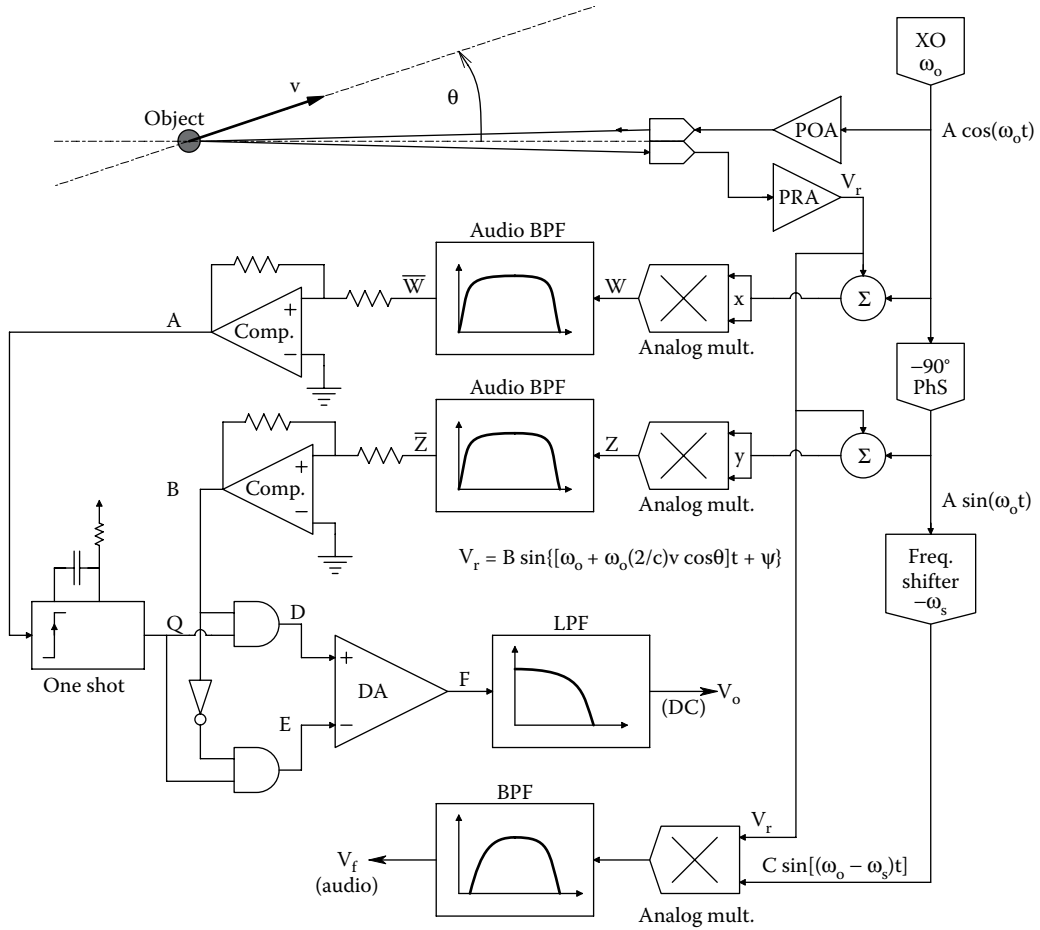 XO
ωₒ
v
θ
Object
POA
A cos(ωₒt)
PRA
Vᵣ
Audio BPF
W̅
W
x
Σ
A
+
Comp.
−
Analog mult.
−90°
PhS
Audio BPF
Z̅
Z
y
Σ
B
+
Comp.
−
Analog mult.
A sin(ωₒt)
Vᵣ = B sin{[ωₒ + ωₒ(2/c)v cosθ]t + ψ}
Freq.
shifter
−ωₛ
Q
D
LPF
One shot
+
DA
−
F
(DC)
Vₒ
E
BPF
Vᵣ
V_f
(audio)
C sin[(ωₒ − ωₛ)t]
Analog mult.